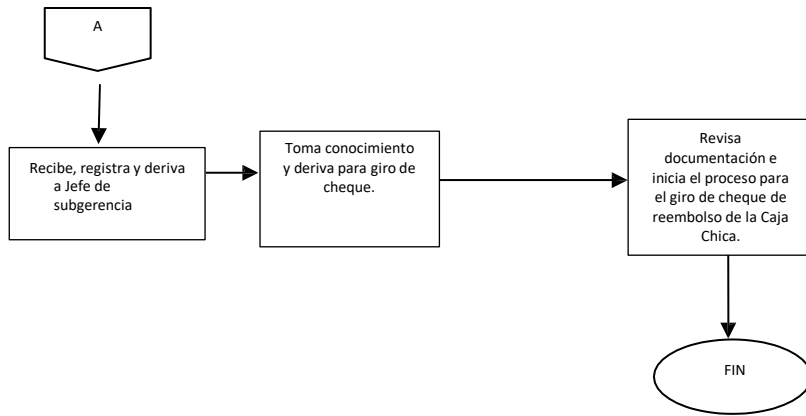 A
Recibe, registra y deriva
a Jefe de
subgerencia
Toma conocimiento
y deriva para giro de
cheque.
Revisa
documentación e
inicia el proceso para
el giro de cheque de
reembolso de la Caja
Chica.
FIN